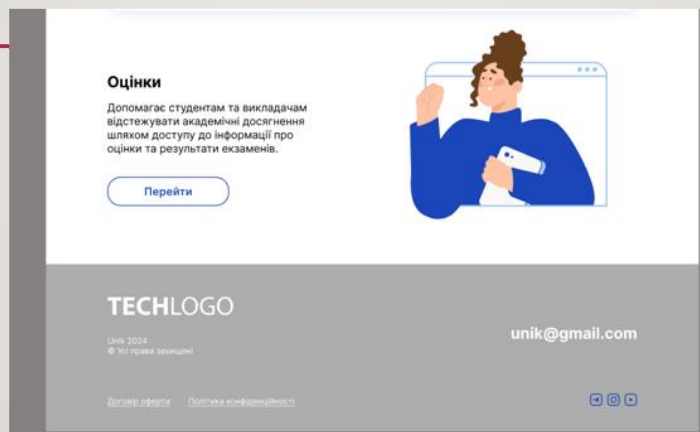 Оцінки
Допомагає студентам та викладачам
відстежувати академічні досягнення
шляхом доступу до інформації про
оцінки та результати екзаменів.
Перейти
TECHLOGO
unik@gmail.com
Unik 2024
© Усі права захищені
Договір оферти Політика конфіденційності